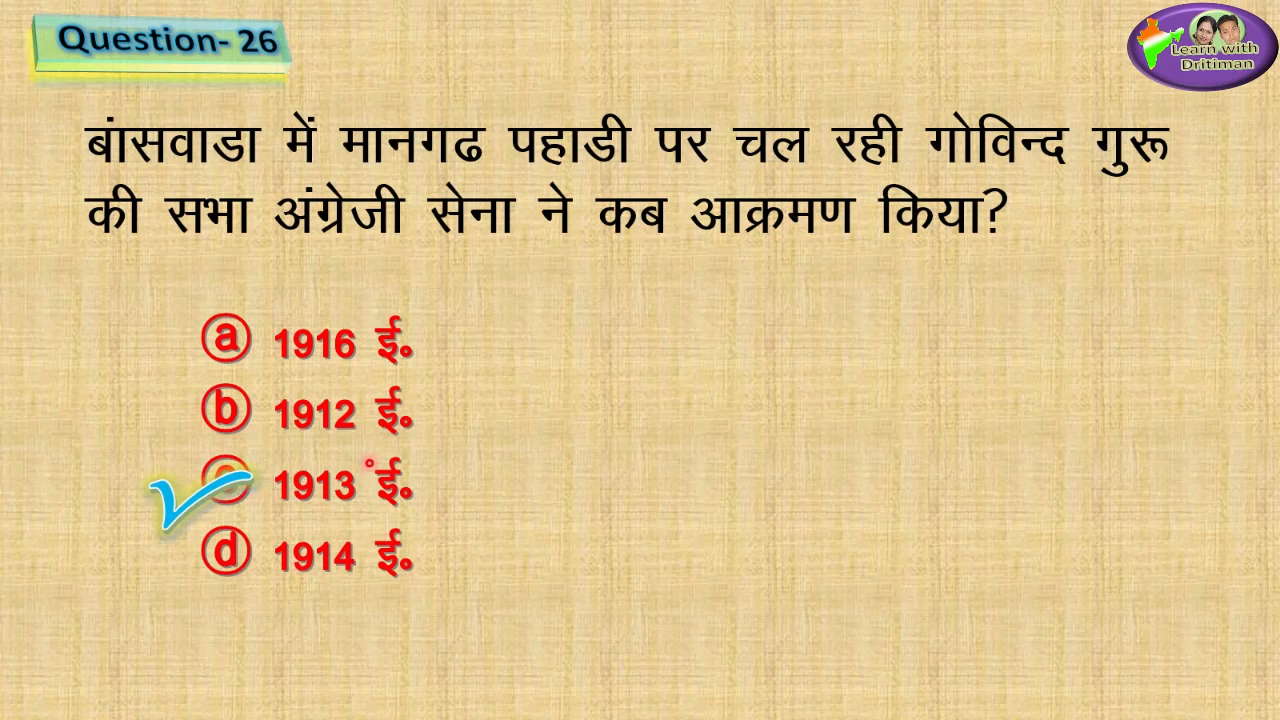 Question- 26
Learn with
Dritiman
बांसवाडा में मानगढ पहाडी पर चल रही गोविन्द गुरू
की सभा अंग्रेजी सेना ने कब आक्रमण किया?
ⓐ 1916 ई॰
ⓑ 1912 ई॰
ⓒ 1913 ई॰
ⓓ 1914 ई॰